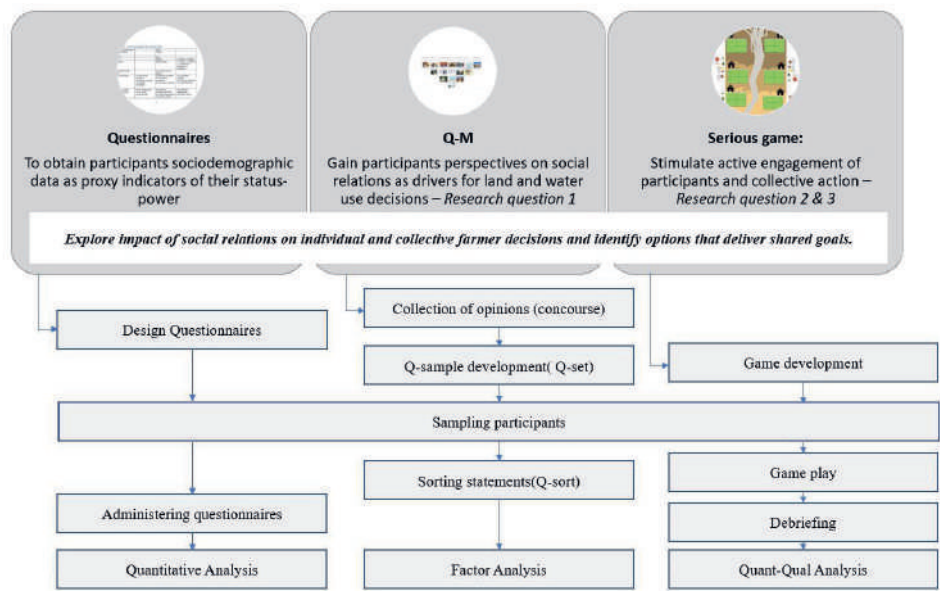 Questionnaires
To obtain participants sociodemographic
data as proxy indicators of their status-
power
Q-M
Gain participants perspectives on social
relations as drivers for land and water
use decisions – Research question 1
Serious game:
Stimulate active engagement of
participants and collective action –
Research question 2 & 3
Explore impact of social relations on individual and collective farmer decisions and identify options that deliver shared goals.
Design Questionnaires
Collection of opinions (concourse)
Q-sample development( Q-set)
Game development
Sampling participants
Sorting statements(Q-sort)
Game play
Administering questionnaires
Debriefing
Quantitative Analysis
Factor Analysis
Quant-Qual Analysis